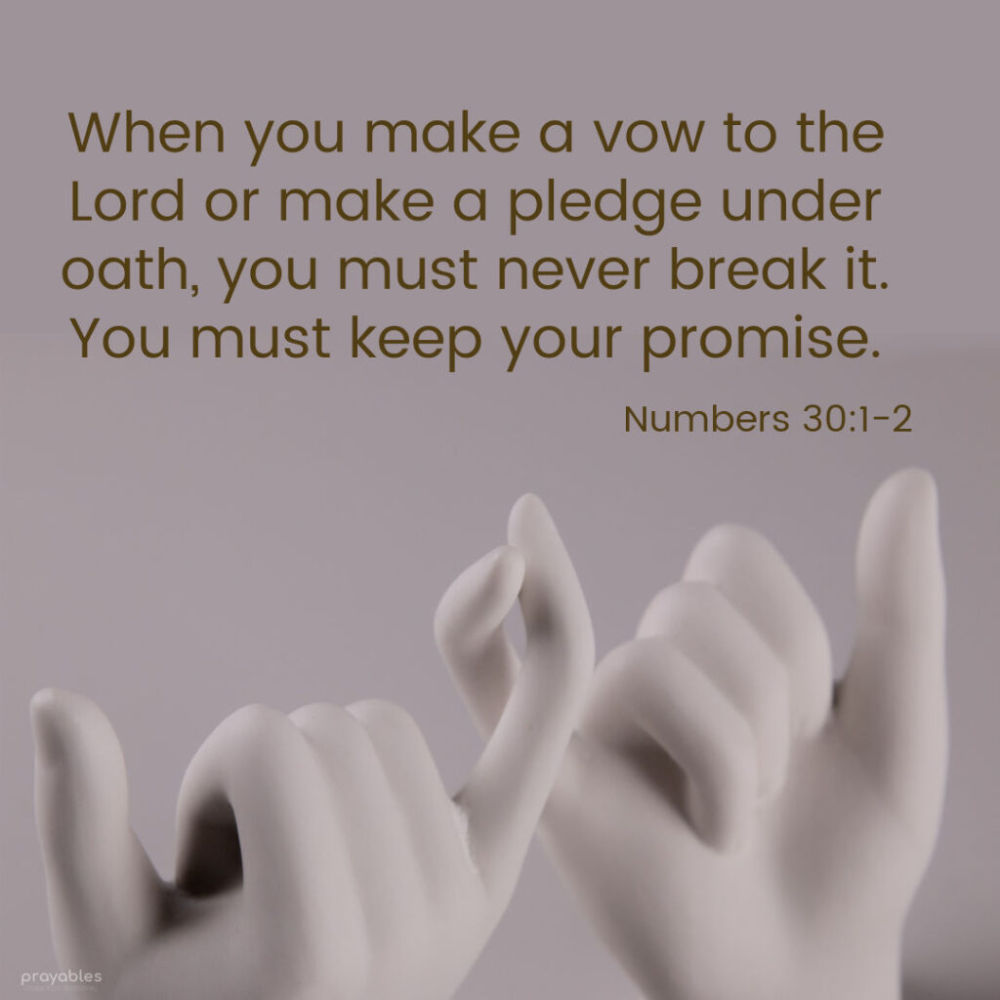 When you make a vow to the
Lord or make a pledge under
oath, you must never break it.
You must keep your promise.
Numbers 30:1-2
prayables